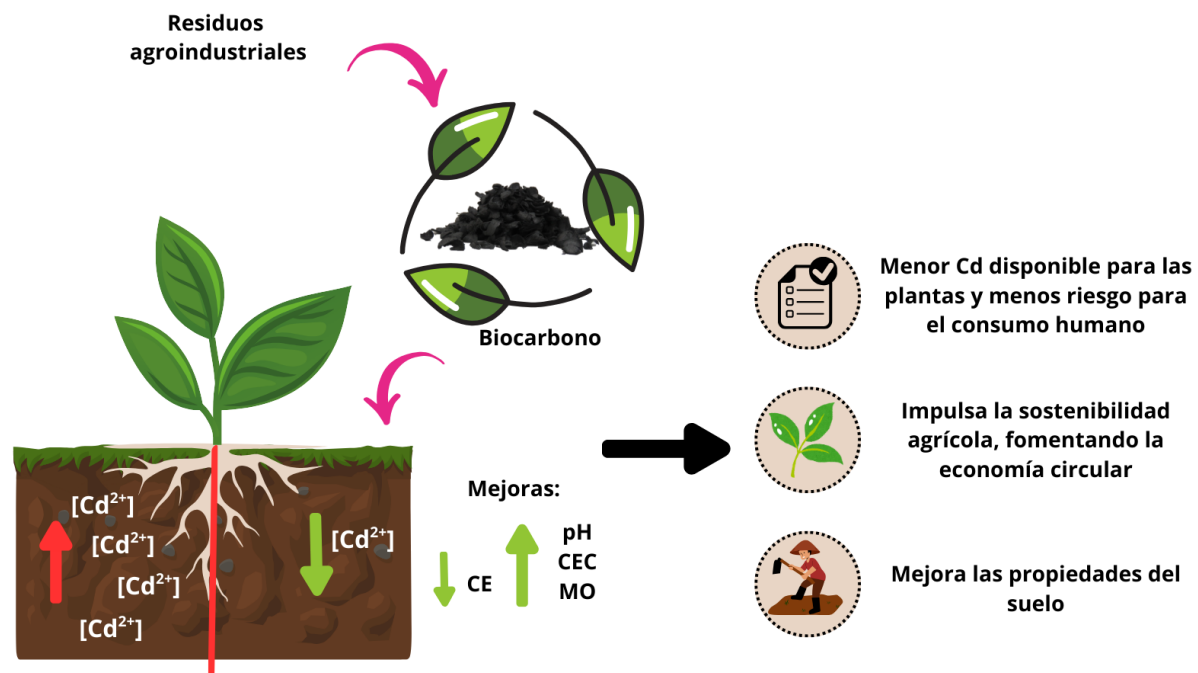 Residuos
agroindustriales
Biocarbono
[Cd²⁺]
[Cd²⁺]
[Cd²⁺]
[Cd²⁺]
[Cd²⁺]
Mejoras:
CE
pH
CEC
MO
Menor Cd disponible para las
plantas y menos riesgo para
el consumo humano
Impulsa la sostenibilidad
agrícola, fomentando la
economía circular
Mejora las propiedades del
suelo